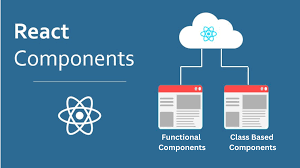 React
Components
Functional
Components
Class Based
Components